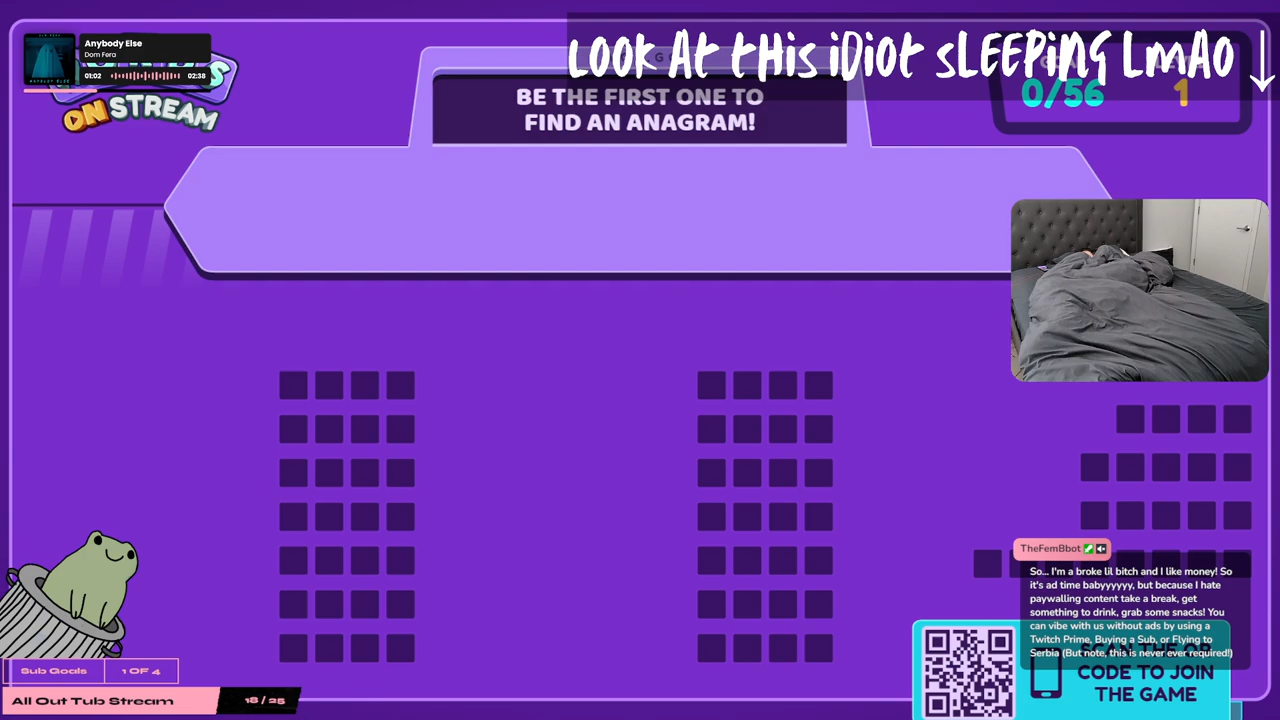 Anybody Else
Dom Fera
01:02
02:38
ON STREAM
LOOK At tHis iDiot sLEEPiNG LmAO
BE THE FIRST ONE TO
FIND AN ANAGRAM!
0/56
1
TheFemBbot
So... I'm a broke lil bitch and I like money! So
it's ad time babyyyyyy, but because I hate
paywalling content take a break, get
something to drink, grab some snacks! You
can vibe with us without ads by using a
Twitch Prime, Buying a Sub, or Flying to
Serbia (But note, this is never ever required!)
SCAN THE QR
CODE TO JOIN
THE GAME
Sub Goals
1 OF 4
All Out Tub Stream
18 / 25